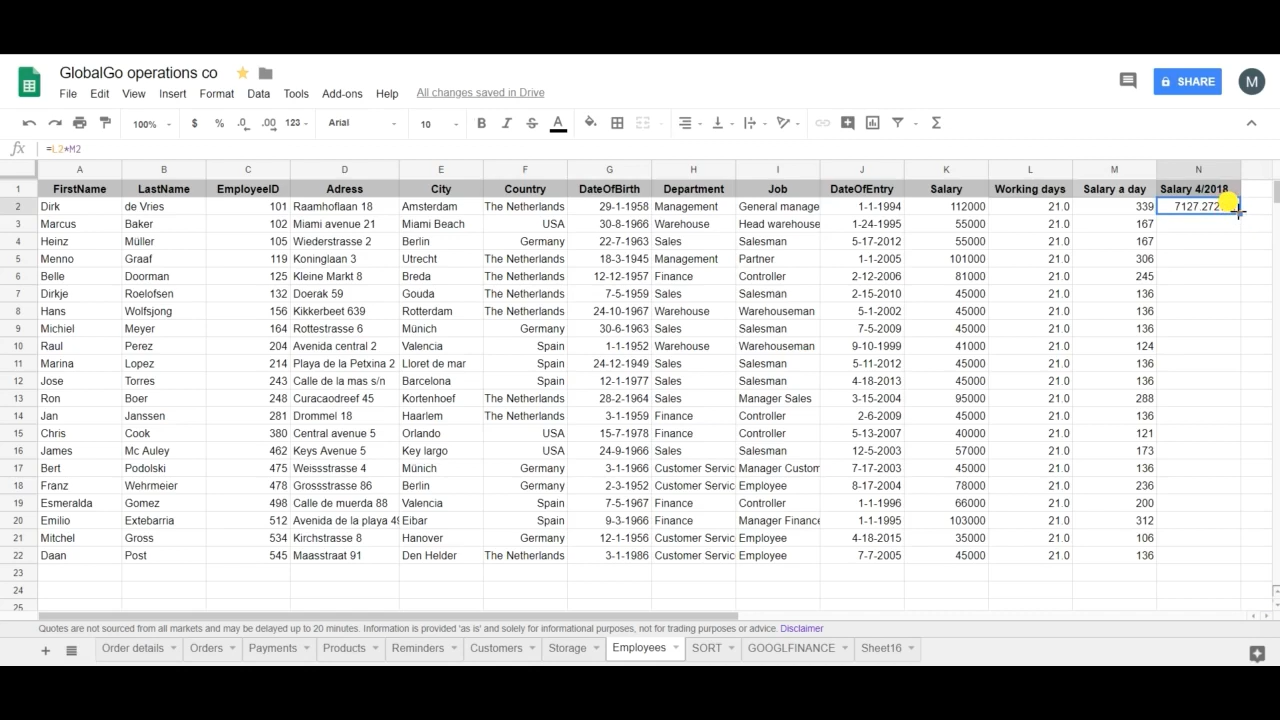 GlobalGo operations co
File Edit View Insert Format Data Tools Add-ons Help All changes saved in Drive
SHARE M
100% $ % .0 .00 123 Arial 10 B I S A Σ
fx =L2*M2
A B C D E F G H I J K L M N
1 FirstName LastName EmployeeID Adress City Country DateOfBirth Department Job DateOfEntry Salary Working days Salary a day Salary 4/2018
2 Dirk de Vries 101 Raamhoflaan 18 Amsterdam The Netherlands 29-1-1958 Management General manage 1-1-1994 112000 21.0 339 7127.272
3 Marcus Baker 102 Miami avenue 21 Miami Beach USA 30-8-1966 Warehouse Head warehouse 1-24-1995 55000 21.0 167
4 Heinz Müller 105 Wiederstrasse 2 Berlin Germany 22-7-1963 Sales Salesman 5-17-2012 55000 21.0 167
5 Menno Graaf 119 Koninglaan 3 Utrecht The Netherlands 18-3-1945 Management Partner 1-1-2005 101000 21.0 306
6 Belle Doorman 125 Kleine Markt 8 Breda The Netherlands 12-12-1957 Finance Controller 2-12-2006 81000 21.0 245
7 Dirkje Roelofsen 132 Doerak 59 Gouda The Netherlands 7-5-1959 Sales Salesman 2-15-2010 45000 21.0 136
8 Hans Wolfsjong 156 Kikkerbeet 639 Rotterdam The Netherlands 24-10-1967 Warehouse Warehouseman 5-1-2002 45000 21.0 136
9 Michiel Meyer 164 Rottestrasse 6 Münich Germany 30-6-1963 Sales Salesman 7-5-2009 45000 21.0 136
10 Raul Perez 204 Avenida central 2 Valencia Spain 1-1-1952 Warehouse Warehouseman 9-10-1999 41000 21.0 124
11 Marina Lopez 214 Playa de la Petxina 2 Lloret de mar Spain 24-12-1949 Sales Salesman 5-11-2012 45000 21.0 136
12 Jose Torres 243 Calle de la mas s/n Barcelona Spain 12-1-1977 Sales Salesman 4-18-2013 45000 21.0 136
13 Ron Boer 248 Curacaodreef 45 Kortenhoef The Netherlands 28-2-1964 Sales Manager Sales 3-15-2004 95000 21.0 288
14 Jan Janssen 281 Drommel 18 Haarlem The Netherlands 3-1-1959 Finance Controller 2-6-2009 45000 21.0 136
15 Chris Cook 380 Central avenue 5 Orlando USA 15-7-1978 Finance Controller 5-13-2007 40000 21.0 121
16 James Mc Auley 462 Keys Avenue 5 Key largo USA 24-9-1966 Sales Salesman 12-5-2003 57000 21.0 173
17 Bert Podolski 475 Weissstrasse 4 Münich Germany 3-1-1966 Customer Servic Manager Custom 7-17-2003 45000 21.0 136
18 Franz Wehrmeier 478 Grossstrasse 86 Berlin Germany 2-3-1952 Customer Servic Employee 8-17-2004 78000 21.0 236
19 Esmeralda Gomez 498 Calle de muerda 88 Valencia Spain 7-5-1967 Finance Controller 1-1-1996 66000 21.0 200
20 Emilio Extebarria 512 Avenida de la playa 49 Eibar Spain 9-3-1966 Finance Manager Finance 1-1-1995 103000 21.0 312
21 Mitchel Gross 534 Kirchstrasse 8 Hanover Germany 12-1-1956 Customer Servic Employee 4-18-2015 35000 21.0 106
22 Daan Post 545 Maasstraat 91 Den Helder The Netherlands 3-1-1986 Customer Servic Employee 7-7-2005 45000 21.0 136
23
24
25
Quotes are not sourced from all markets and may be delayed up to 20 minutes. Information is provided 'as is' and solely for informational purposes, not for trading purposes or advice. Disclaimer
+ Order details Orders Payments Products Reminders Customers Storage Employees SORT GOOGLFINANCE Sheet16